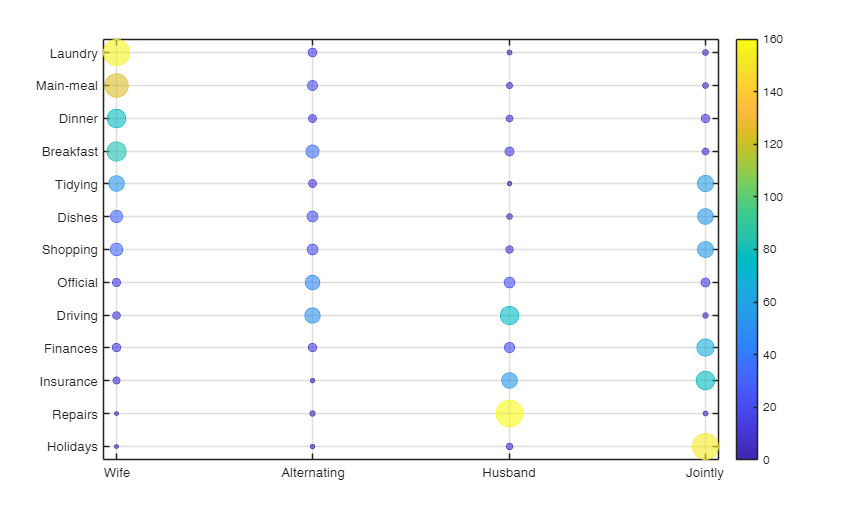 Laundry
Main-meal
Dinner
Breakfast
Tidying
Dishes
Shopping
Official
Driving
Finances
Insurance
Repairs
Holidays
Wife Alternating Husband Jointly
160
140
120
100
80
60
40
20
0